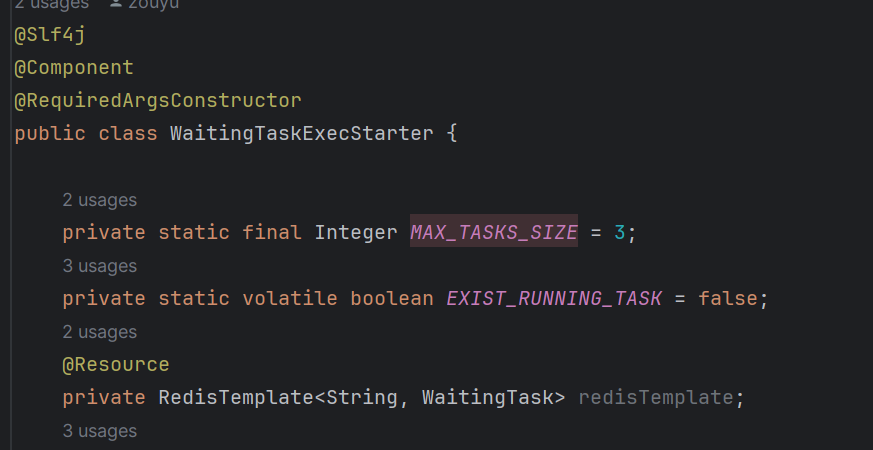 2 usages zouyu
@Slf4j
@Component
@RequiredArgsConstructor
public class WaitingTaskExecStarter {
2 usages
private static final Integer MAX_TASKS_SIZE = 3;
3 usages
private static volatile boolean EXIST_RUNNING_TASK = false;
2 usages
@Resource
private RedisTemplate<String, WaitingTask> redisTemplate;
3 usages